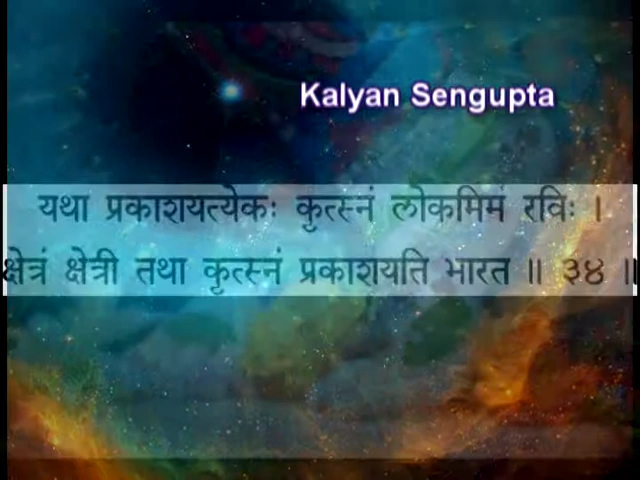 Kalyan Sengupta
यथा प्रकाशयत्येकः कृत्स्नं लोकमिमं रविः ।
क्षेत्रं क्षेत्री तथा कृत्स्नं प्रकाशयति भारत ॥ ३४ ॥